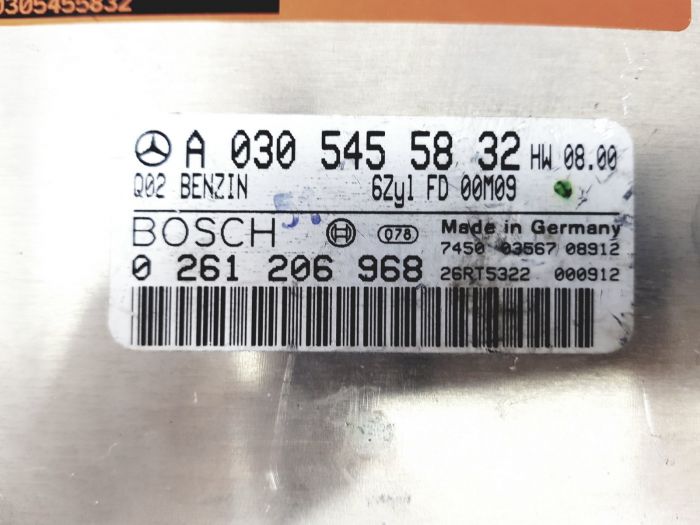 0305455832
A 030 545 58 32 HW 08.00
Q02 BENZIN 6Zyl FD 00M09
BOSCH 078 Made in Germany
7450 03567 08912
0 261 206 968 26RT5322 000912